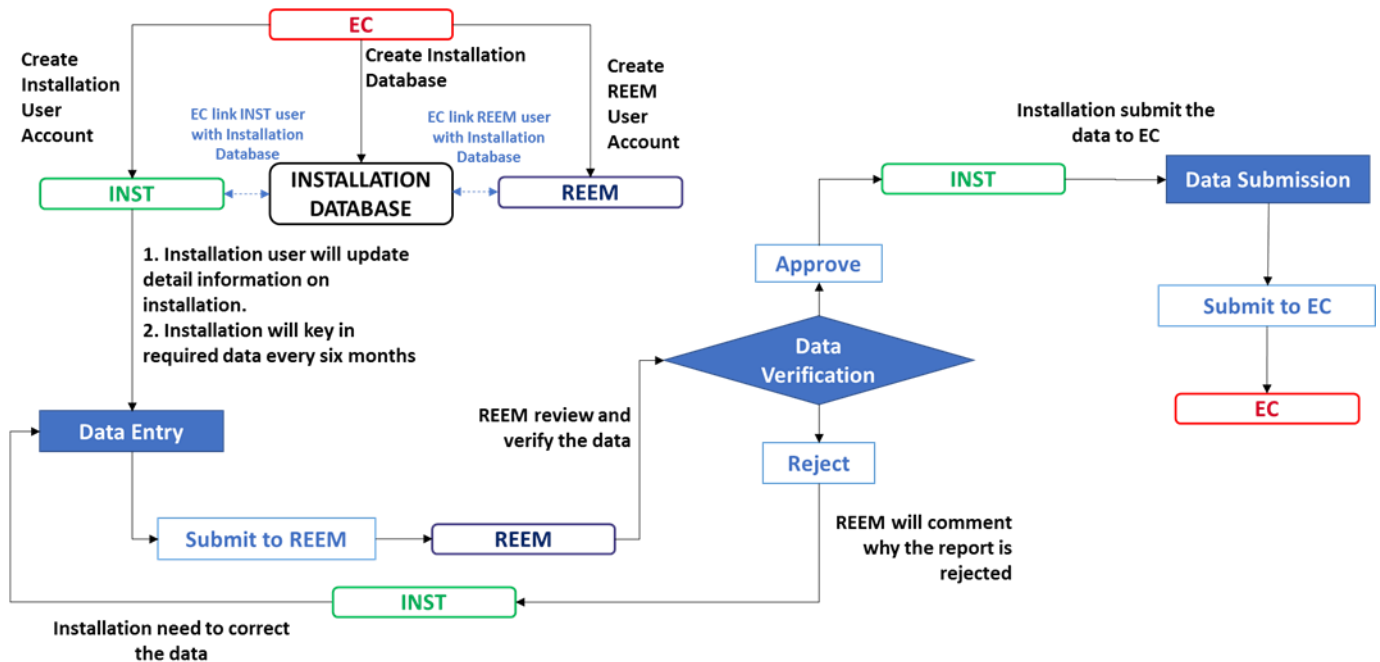 EC
Create
Installation
User
Account
Create Installation
Database
Create
REEM
User
Account
EC link INST user
with Installation
Database
EC link REEM user
with Installation
Database
INST
INSTALLATION
DATABASE
REEM
1. Installation user will update
detail information on
installation.
2. Installation will key in
required data every six months
Data Entry
Submit to REEM
REEM
REEM review and
verify the data
Data
Verification
Approve
INST
Installation submit the
data to EC
Data Submission
Submit to EC
EC
Reject
REEM will comment
why the report is
rejected
INST
Installation need to correct
the data